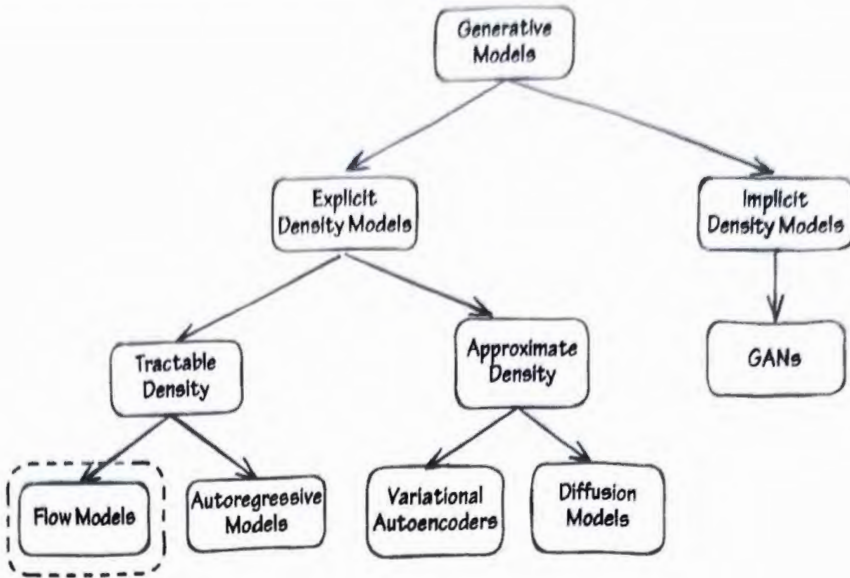 Generative
Models
Explicit
Density Models
Implicit
Density Models
Tractable
Density
Approximate
Density
GANs
Flow Models
Autoregressive
Models
Variational
Autoencoders
Diffusion
Models